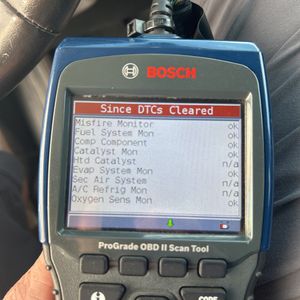 BOSCH
Since DTCs Cleared
Misfire Monitor ok
Fuel System Mon ok
Comp Component ok
Catalyst Mon ok
Htd Catalyst n/a
Evap System Mon ok
Sec Air System n/a
A/C Refrig Mon n/a
Oxygen Sens Mon ok
ProGrade OBD II Scan Tool
CODE